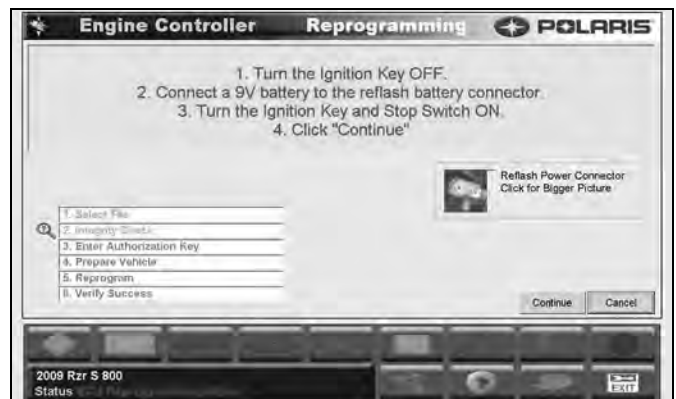 Engine Controller Reprogramming POLARIS
1. Turn the Ignition Key OFF.
2. Connect a 9V battery to the reflash battery connector.
3. Turn the Ignition Key and Stop Switch ON.
4. Click "Continue"
Reflash Power Connector
Click for Bigger Picture
1. Select File
2. Integrity Check
3. Enter Authorization Key
4. Prepare Vehicle
5. Reprogram
6. Verify Success
Continue Cancel
2009 Rzr S 800
Status
EXIT